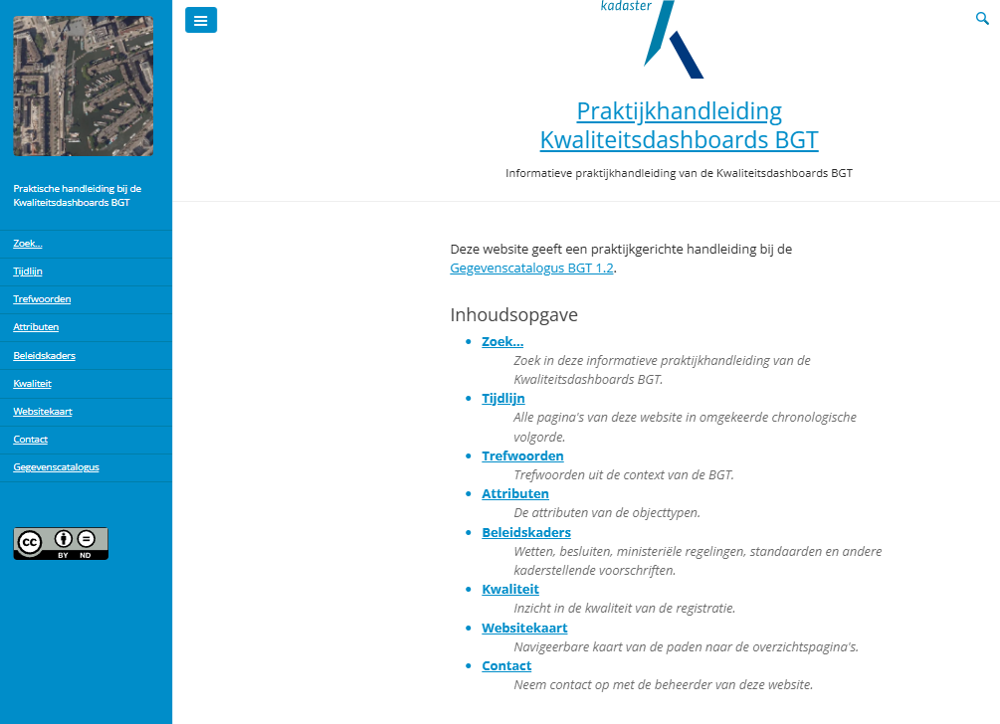 Praktische handleiding bij de
Kwaliteitsdashboards BGT
Zoek...
Tijdlijn
Trefwoorden
Attributen
Beleidskaders
Kwaliteit
Websitekaart
Contact
Gegevenscatalogus
cc
BY ND
kadaster
Praktijkhandleiding
Kwaliteitsdashboards BGT
Informatieve praktijkhandleiding van de Kwaliteitsdashboards BGT
Deze website geeft een praktijkgerichte handleiding bij de
Gegevenscatalogus BGT 1.2.
Inhoudsopgave
Zoek...
Zoek in deze informatieve praktijkhandleiding van de
Kwaliteitsdashboards BGT.
Tijdlijn
Alle pagina's van deze website in omgekeerde chronologische
volgorde.
Trefwoorden
Trefwoorden uit de context van de BGT.
Attributen
De attributen van de objecttypen.
Beleidskaders
Wetten, besluiten, ministeriële regelingen, standaarden en andere
kaderstellende voorschriften.
Kwaliteit
Inzicht in de kwaliteit van de registratie.
Websitekaart
Navigeerbare kaart van de paden naar de overzichtspagina's.
Contact
Neem contact op met de beheerder van deze website.